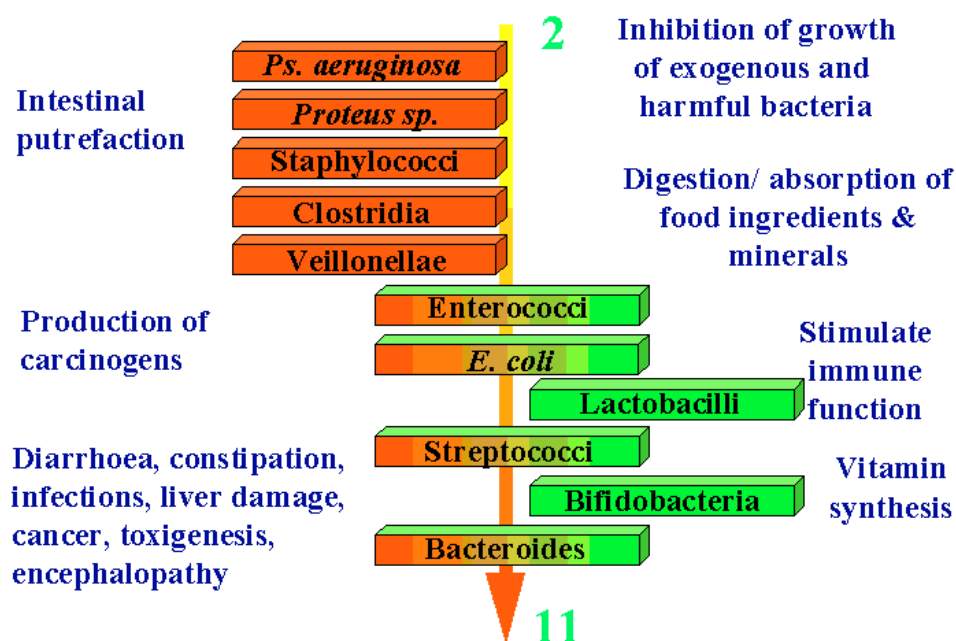 2
Inhibition of growth
of exogenous and
harmful bacteria
Ps. aeruginosa
Intestinal
putrefaction
Proteus sp.
Staphylococci
Digestion/ absorption of
food ingredients &
minerals
Clostridia
Veillonellae
Enterococci
Production of
carcinogens
Stimulate
immune
function
E. coli
Lactobacilli
Streptococci
Diarrhoea, constipation,
infections, liver damage,
cancer, toxigenesis,
encephalopathy
Vitamin
synthesis
Bifidobacteria
Bacteroides
11